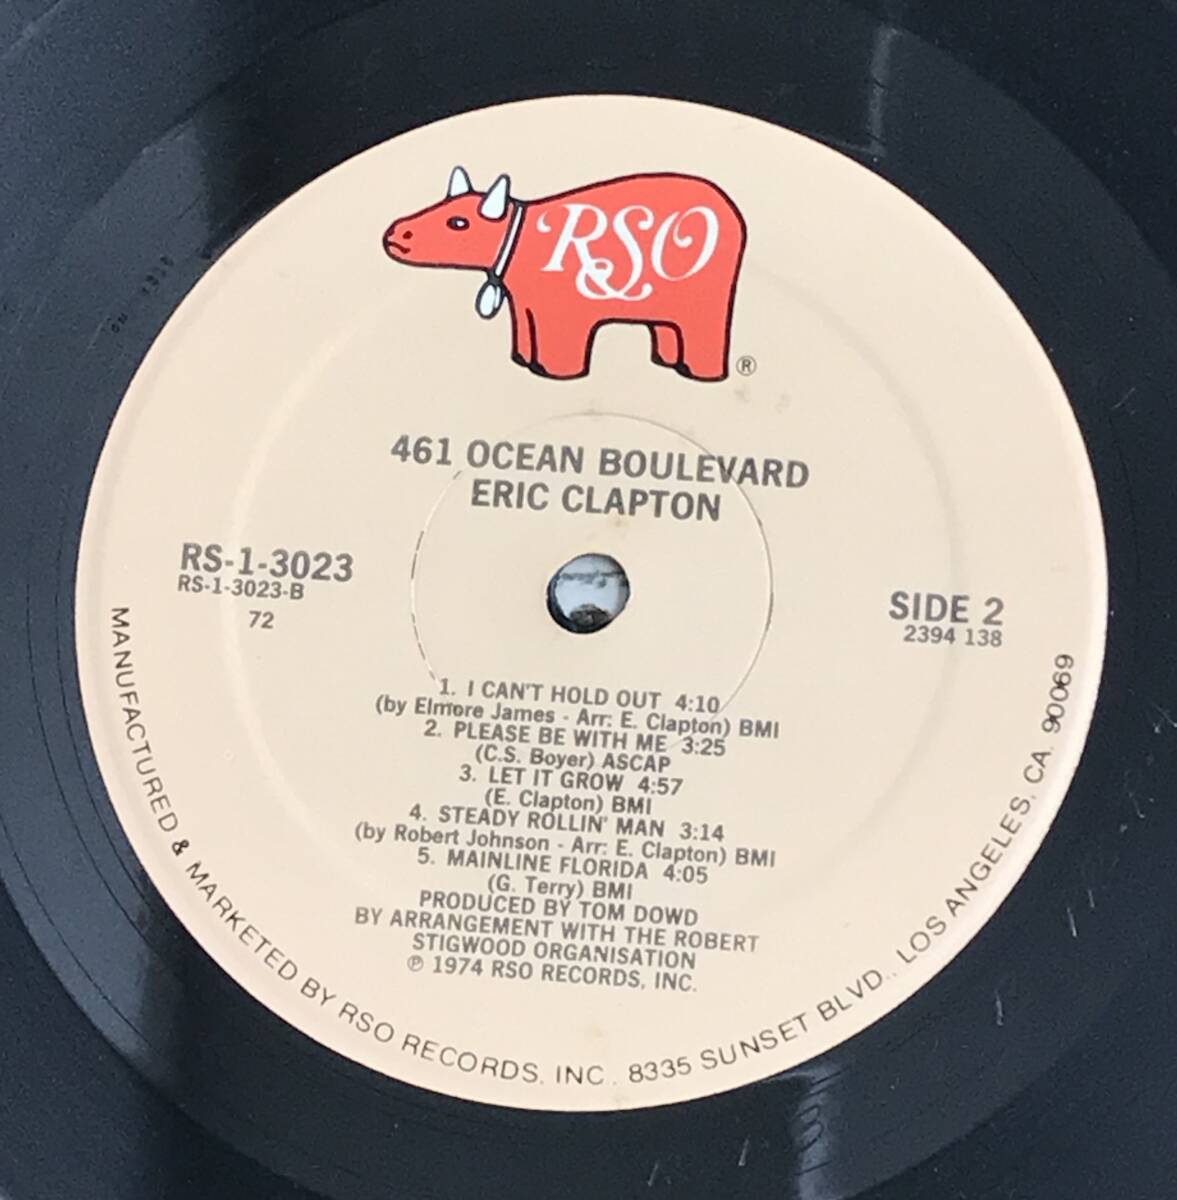 RSO
®
461 OCEAN BOULEVARD
ERIC CLAPTON
RS-1-3023
RS-1-3023-B
72
SIDE 2
2394 138
1. I CAN'T HOLD OUT 4:10
(by Elmore James - Arr: E. Clapton) BMI
2. PLEASE BE WITH ME 3:25
(C.S. Boyer) ASCAP
3. LET IT GROW 4:57
(E. Clapton) BMI
4. STEADY ROLLIN' MAN 3:14
(by Robert Johnson - Arr: E. Clapton) BMI
5. MAINLINE FLORIDA 4:05
(G. Terry) BMI
PRODUCED BY TOM DOWD
BY ARRANGEMENT WITH THE ROBERT
STIGWOOD ORGANISATION
℗ 1974 RSO RECORDS, INC.
MANUFACTURED & MARKETED BY RSO RECORDS, INC., 8335 SUNSET BLVD., LOS ANGELES, CA. 90069